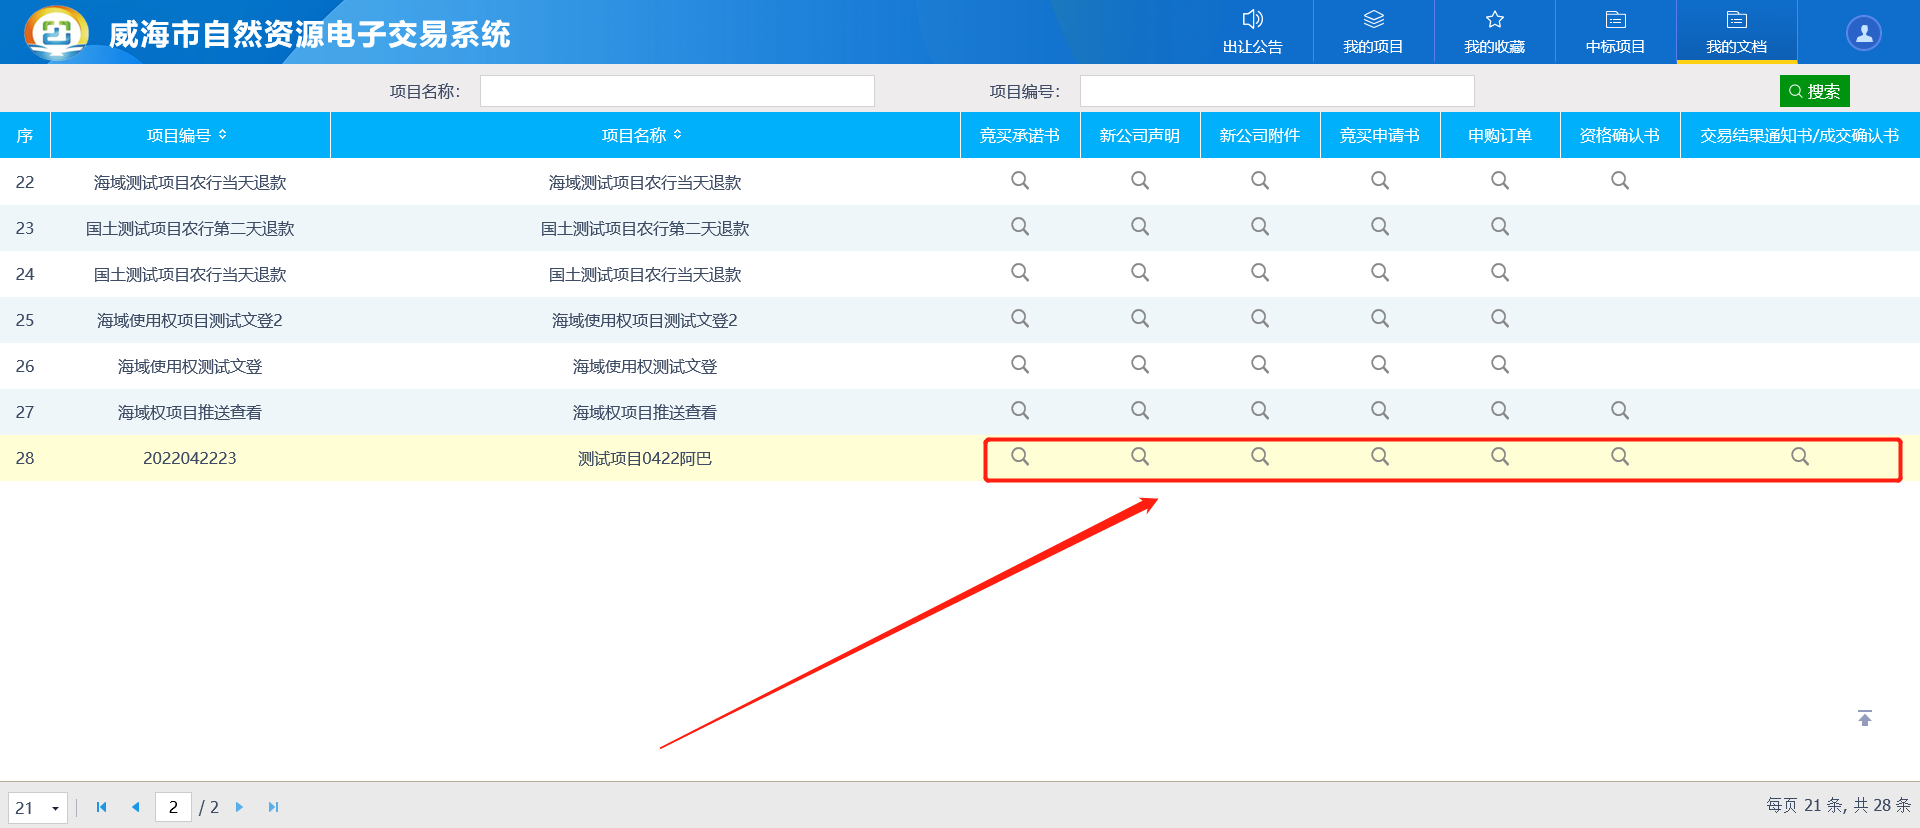 威海市自然资源电子交易系统
出让公告 我的项目 我的收藏 中标项目 我的文档
项目名称: 项目编号: 搜索
序 项目编号 项目名称 竞买承诺书 新公司声明 新公司附件 竞买申请书 申购订单 资格确认书 交易结果通知书/成交确认书
22 海域测试项目农行当天退款 海域测试项目农行当天退款
23 国土测试项目农行第二天退款 国土测试项目农行第二天退款
24 国土测试项目农行当天退款 国土测试项目农行当天退款
25 海域使用权项目测试文登2 海域使用权项目测试文登2
26 海域使用权测试文登 海域使用权测试文登
27 海域权项目推送查看 海域权项目推送查看
28 2022042223 测试项目0422阿巴
21 2 / 2 每页 21 条, 共 28 条